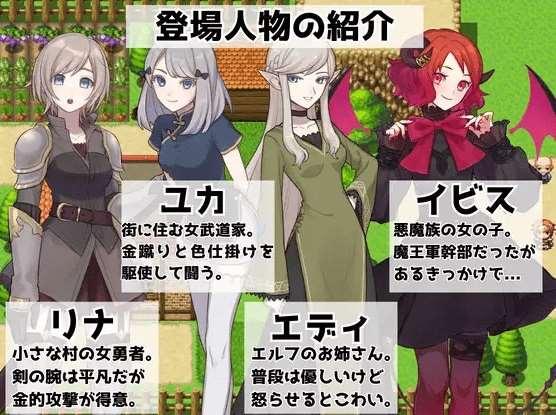 登場人物の紹介
ユカ
街に住む女武道家。
金蹴りと色仕掛けを
駆使して闘う。
イビス
悪魔族の女の子。
魔王軍幹部だったが
あるきっかけで...
リナ
小さな村の女勇者。
剣の腕は平凡だが
金的攻撃が得意。
エディ
エルフのお姉さん。
普段は優しいけど
怒らせるとこわい。